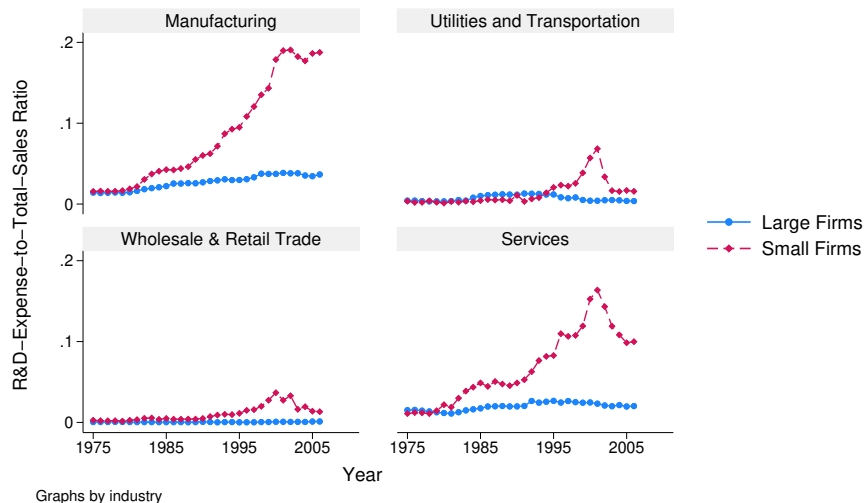 Manufacturing
Utilities and Transportation
.2
.1
0
Wholesale & Retail Trade
Services
.2
.1
0
1975 1985 1995 2005
1975 1985 1995 2005
R&D−Expense−to−Total−Sales Ratio
Year
Large Firms
Small Firms
Graphs by industry